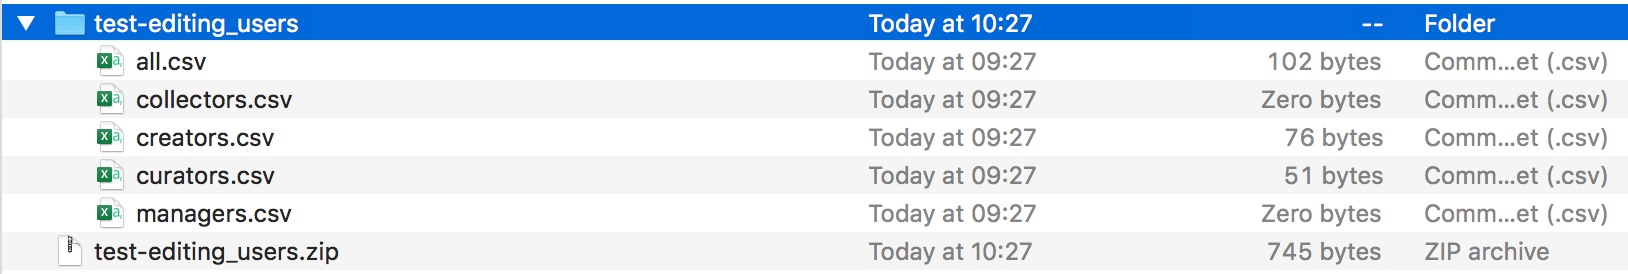 test-editing_users Today at 10:27 -- Folder
all.csv Today at 09:27 102 bytes Comm...et (.csv)
collectors.csv Today at 09:27 Zero bytes Comm...et (.csv)
creators.csv Today at 09:27 76 bytes Comm...et (.csv)
curators.csv Today at 09:27 51 bytes Comm...et (.csv)
managers.csv Today at 09:27 Zero bytes Comm...et (.csv)
test-editing_users.zip Today at 10:27 745 bytes ZIP archive